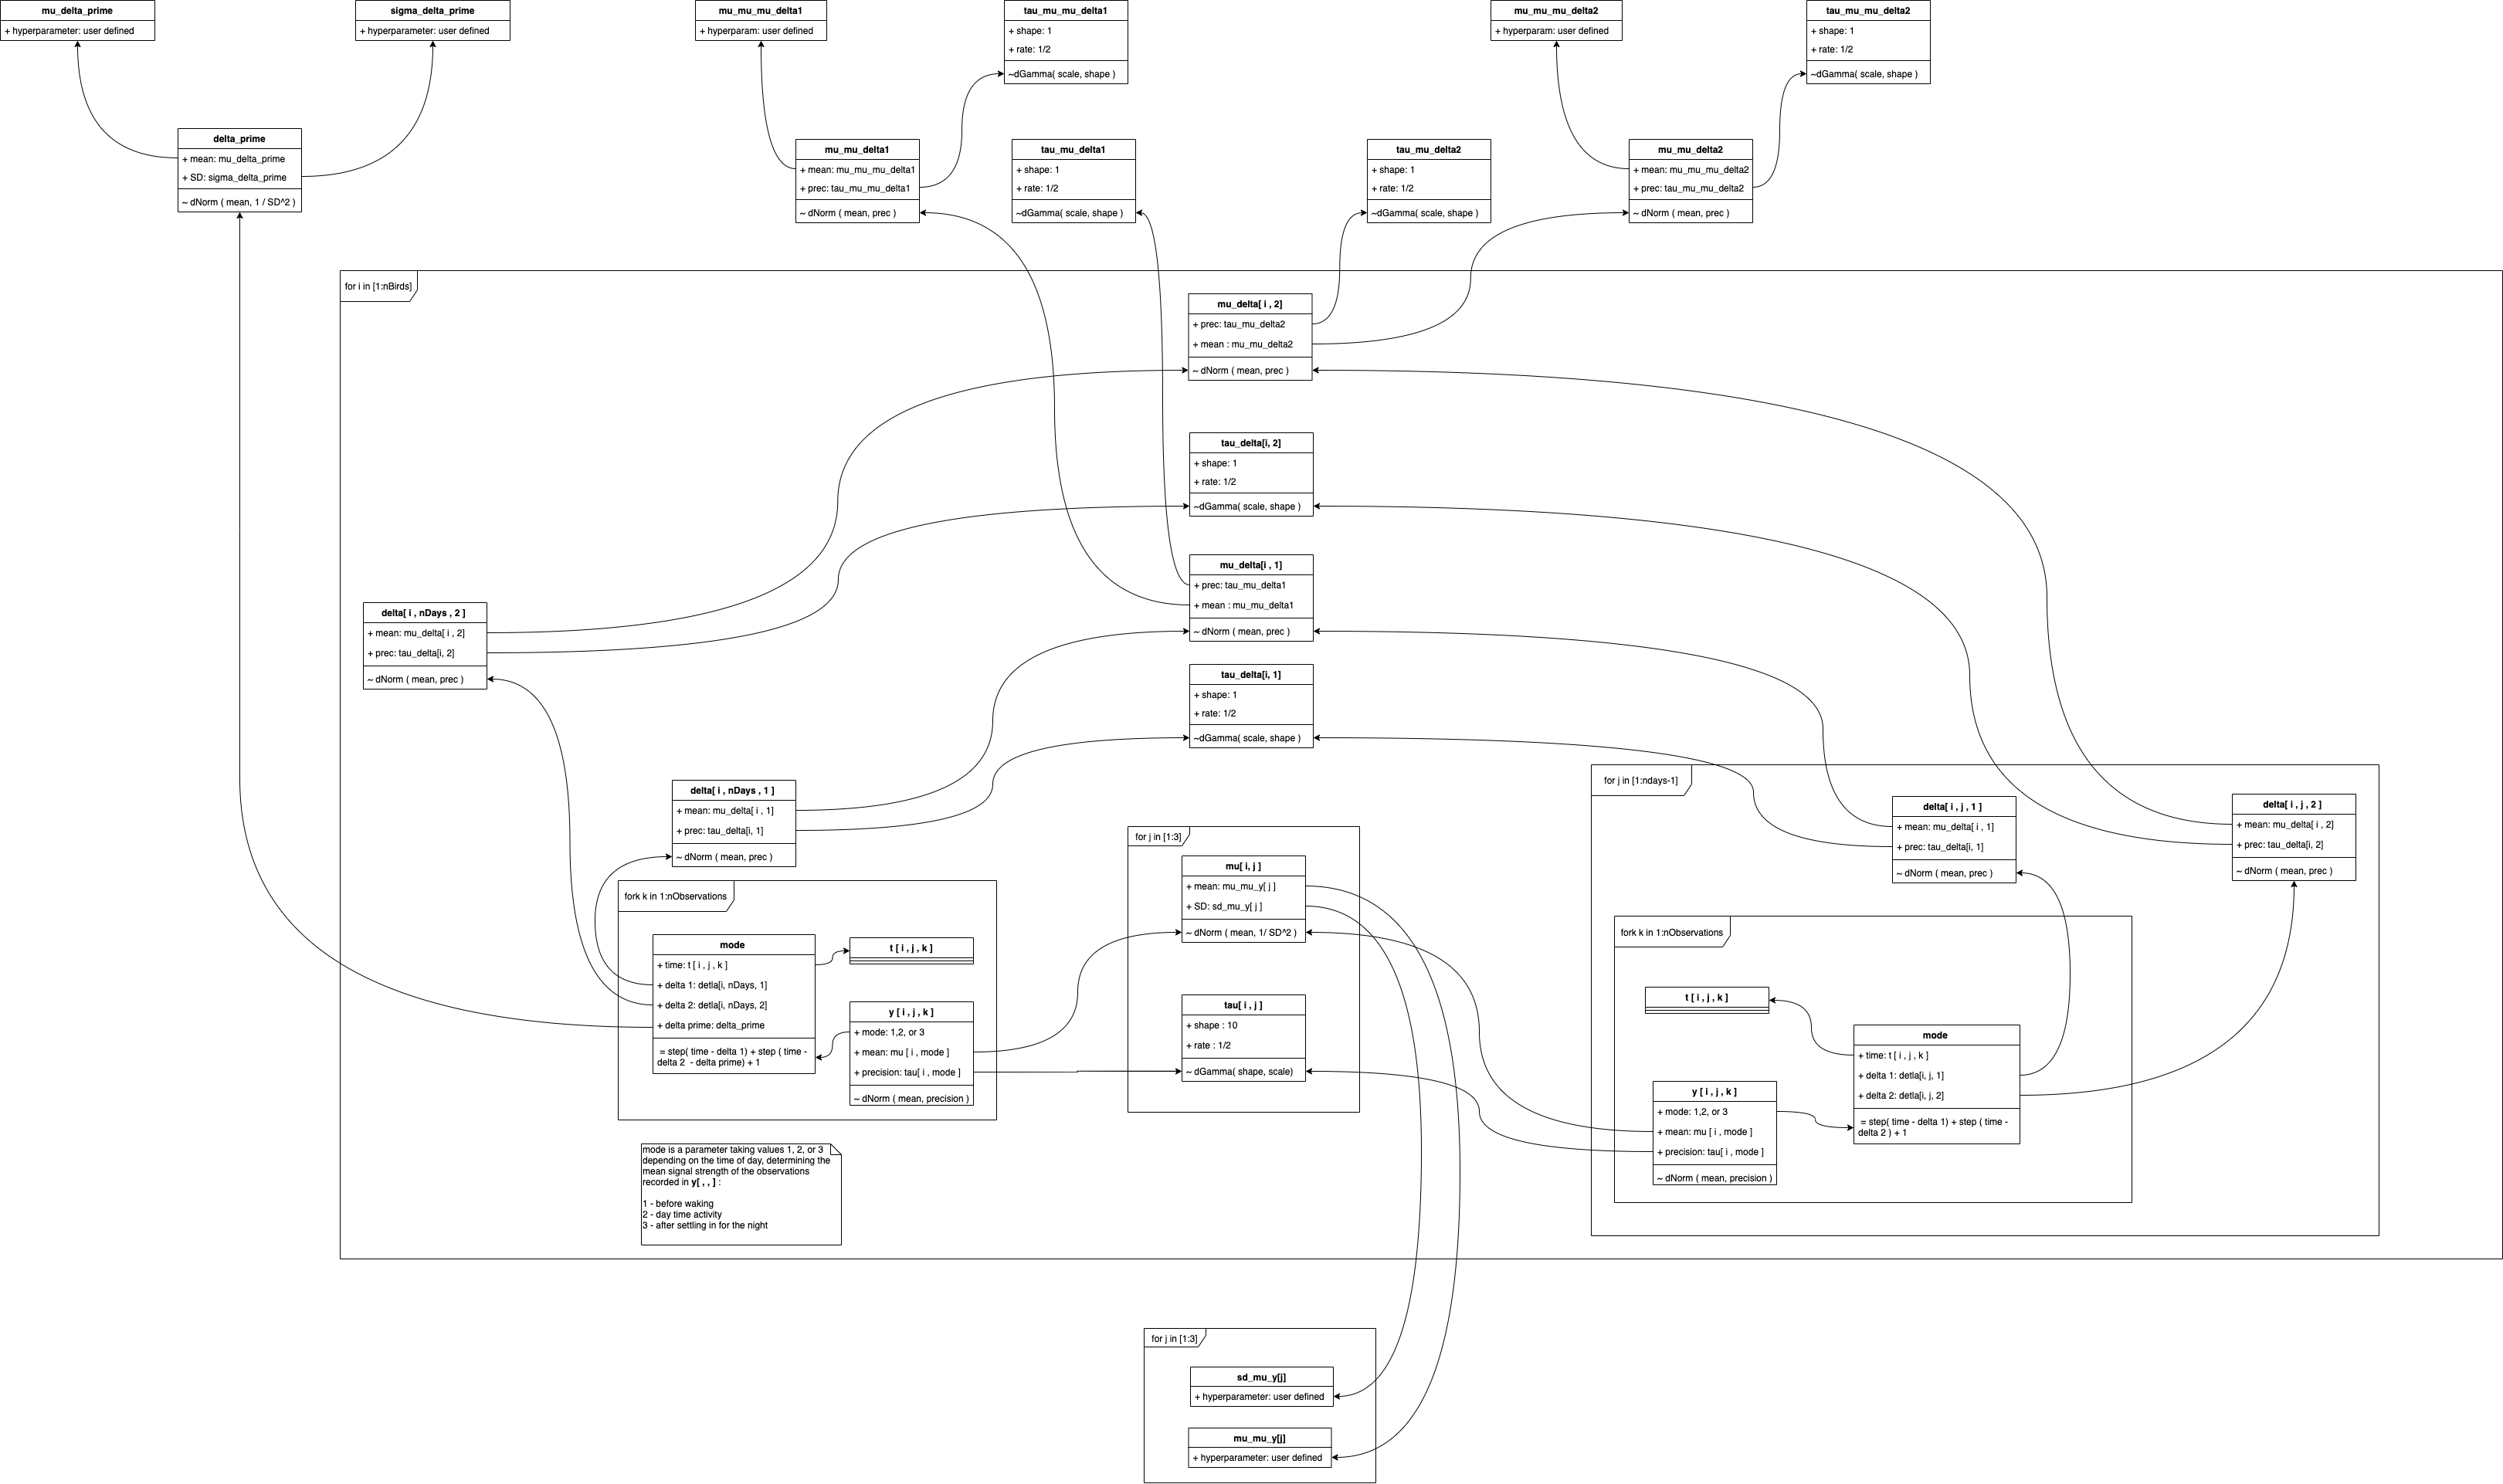 mu_delta_prime
+ hyperparameter: user defined
sigma_delta_prime
+ hyperparameter: user defined
mu_mu_mu_delta1
+ hyperparam: user defined
tau_mu_mu_delta1
+ shape: 1
+ rate: 1/2
~dGamma( scale, shape )
mu_mu_mu_delta2
+ hyperparam: user defined
tau_mu_mu_delta2
+ shape: 1
+ rate: 1/2
~dGamma( scale, shape )
delta_prime
+ mean: mu_delta_prime
+ SD: sigma_delta_prime
~ dNorm ( mean, 1 / SD^2 )
mu_mu_delta1
+ mean: mu_mu_mu_delta1
+ prec: tau_mu_mu_delta1
~ dNorm ( mean, prec )
tau_mu_delta1
+ shape: 1
+ rate: 1/2
~dGamma( scale, shape )
tau_mu_delta2
+ shape: 1
+ rate: 1/2
~dGamma( scale, shape )
mu_mu_delta2
+ mean: mu_mu_mu_delta2
+ prec: tau_mu_mu_delta2
~ dNorm ( mean, prec )
for i in [1:nBirds]
mu_delta[ i , 2]
+ prec: tau_mu_delta2
+ mean : mu_mu_delta2
~ dNorm ( mean, prec )
tau_delta[i, 2]
+ shape: 1
+ rate: 1/2
~dGamma( scale, shape )
mu_delta[i , 1]
+ prec: tau_mu_delta1
+ mean : mu_mu_delta1
~ dNorm ( mean, prec )
delta[ i , nDays , 2 ]
+ mean: mu_delta[ i , 2]
+ prec: tau_delta[i, 2]
~ dNorm ( mean, prec )
tau_delta[i, 1]
+ shape: 1
+ rate: 1/2
~dGamma( scale, shape )
delta[ i , nDays , 1 ]
+ mean: mu_delta[ i , 1]
+ prec: tau_delta[i, 1]
~ dNorm ( mean, prec )
fork k in 1:nObservations
mode
+ time: t [ i , j , k ]
+ delta 1: detla[i, nDays, 1]
+ delta 2: detla[i, nDays, 2]
+ delta prime: delta_prime
= step( time - delta 1) + step ( time -
delta 2  - delta prime) + 1
t [ i , j , k ]
y [ i , j , k ]
+ mode: 1,2, or 3
+ mean: mu [ i , mode ]
+ precision: tau[ i , mode ]
~ dNorm ( mean, precision )
for j in [1:3]
mu[ i, j ]
+ mean: mu_mu_y[ j ]
+ SD: sd_mu_y[ j ]
~ dNorm ( mean, 1/ SD^2 )
tau[ i , j ]
+ shape : 10
+ rate : 1/2
~ dGamma( shape, scale)
for j in [1:ndays-1]
delta[ i , j , 1 ]
+ mean: mu_delta[ i , 1]
+ prec: tau_delta[i, 1]
~ dNorm ( mean, prec )
delta[ i , j , 2 ]
+ mean: mu_delta[ i , 2]
+ prec: tau_delta[i, 2]
~ dNorm ( mean, prec )
fork k in 1:nObservations
t [ i , j , k ]
mode
+ time: t [ i , j , k ]
+ delta 1: detla[i, j, 1]
+ delta 2: detla[i, j, 2]
= step( time - delta 1) + step ( time -
delta 2 ) + 1
y [ i , j , k ]
+ mode: 1,2, or 3
+ mean: mu [ i , mode ]
+ precision: tau[ i , mode ]
~ dNorm ( mean, precision )
mode is a parameter taking values 1, 2, or 3
depending on the time of day, determining the
mean signal strength of the observations
recorded in y[ , , ] :
1 - before waking
2 - day time activity
3 - after settling in for the night
for j in [1:3]
sd_mu_y[j]
+ hyperparameter: user defined
mu_mu_y[j]
+ hyperparameter: user defined